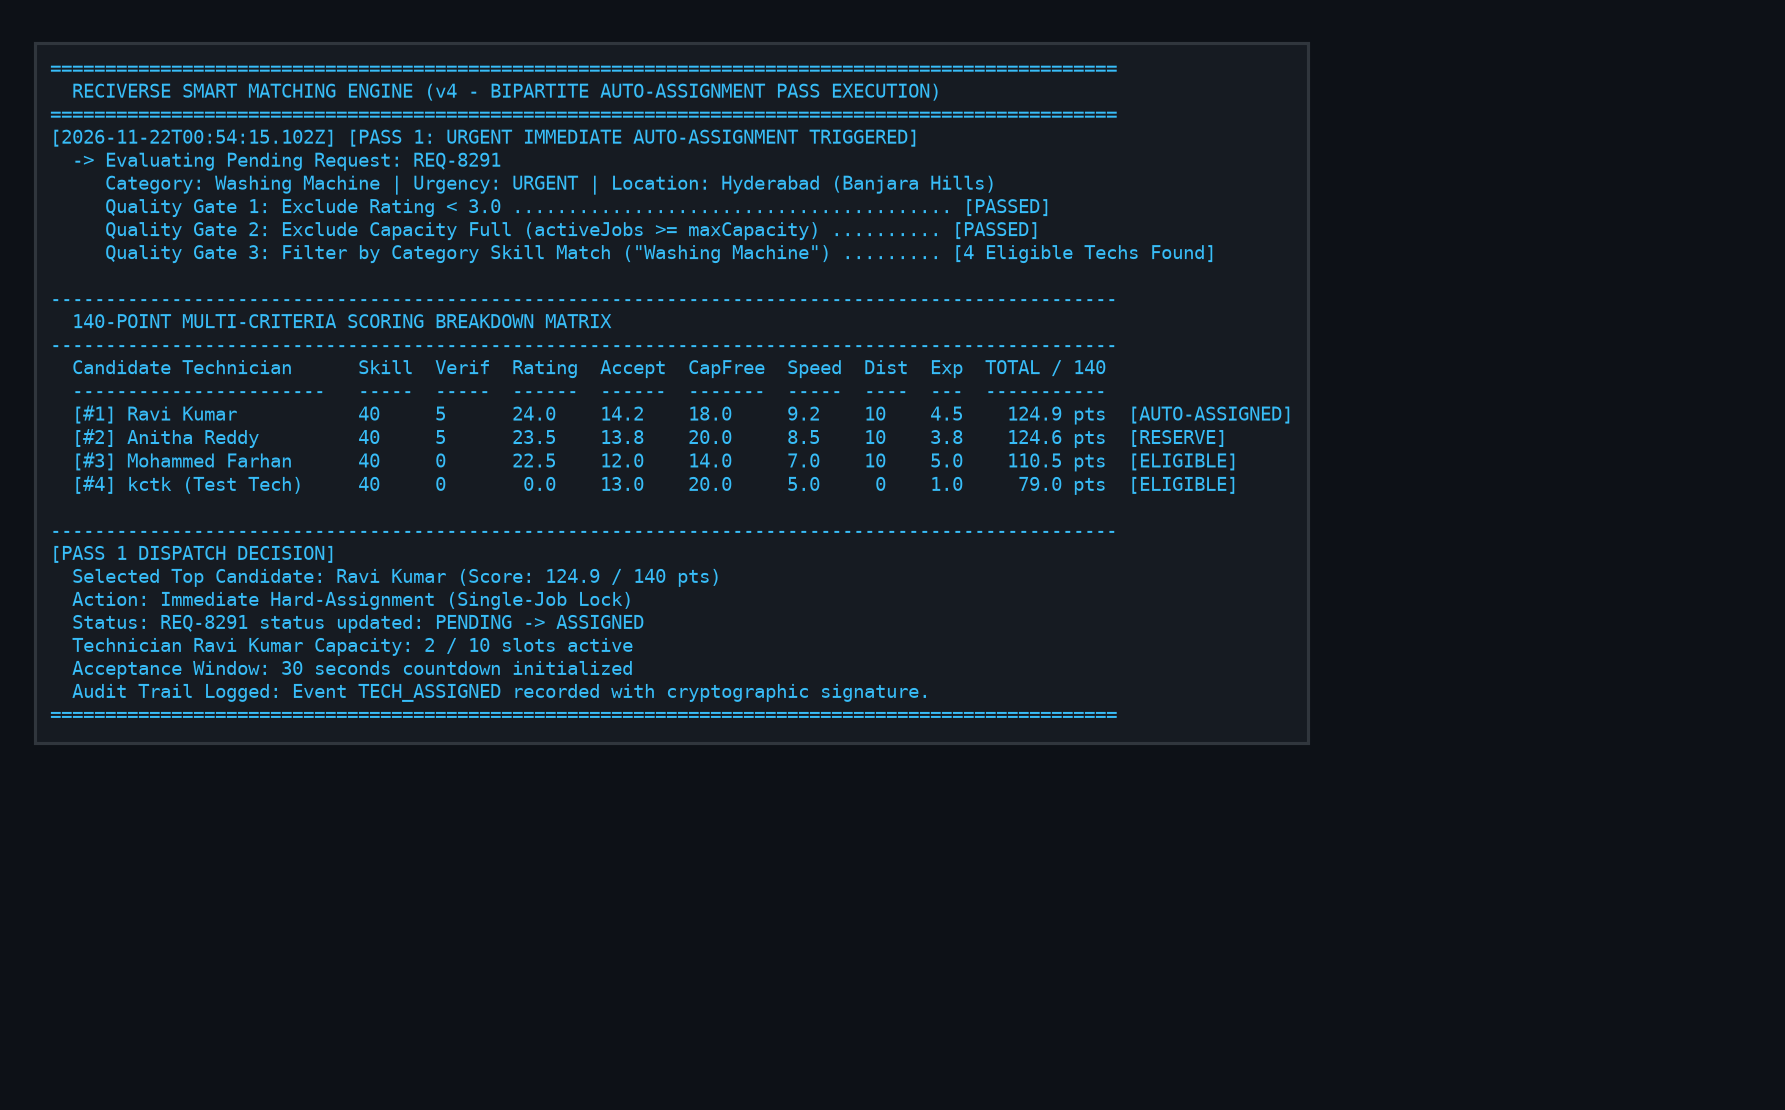 =================================================================================================
  RECIVERSE SMART MATCHING ENGINE (v4 - BIPARTITE AUTO-ASSIGNMENT PASS EXECUTION)
=================================================================================================
[2026-11-22T00:54:15.102Z] [PASS 1: URGENT IMMEDIATE AUTO-ASSIGNMENT TRIGGERED]
  -> Evaluating Pending Request: REQ-8291
     Category: Washing Machine | Urgency: URGENT | Location: Hyderabad (Banjara Hills)
     Quality Gate 1: Exclude Rating < 3.0 ........................................ [PASSED]
     Quality Gate 2: Exclude Capacity Full (activeJobs >= maxCapacity) .......... [PASSED]
     Quality Gate 3: Filter by Category Skill Match ("Washing Machine") ......... [4 Eligible Techs Found]

-------------------------------------------------------------------------------------------------
  140-POINT MULTI-CRITERIA SCORING BREAKDOWN MATRIX
-------------------------------------------------------------------------------------------------
  Candidate Technician      Skill  Verif  Rating  Accept  CapFree  Speed  Dist  Exp  TOTAL / 140
  -----------------------   -----  -----  ------  ------  -------  -----  ----  ---  -----------
  [#1] Ravi Kumar           40     5      24.0    14.2    18.0     9.2    10    4.5    124.9 pts  [AUTO-ASSIGNED]
  [#2] Anitha Reddy         40     5      23.5    13.8    20.0     8.5    10    3.8    124.6 pts  [RESERVE]
  [#3] Mohammed Farhan      40     0      22.5    12.0    14.0     7.0    10    5.0    110.5 pts  [ELIGIBLE]
  [#4] kctk (Test Tech)     40     0       0.0    13.0    20.0     5.0     0    1.0     79.0 pts  [ELIGIBLE]

-------------------------------------------------------------------------------------------------
[PASS 1 DISPATCH DECISION]
  Selected Top Candidate: Ravi Kumar (Score: 124.9 / 140 pts)
  Action: Immediate Hard-Assignment (Single-Job Lock)
  Status: REQ-8291 status updated: PENDING -> ASSIGNED
  Technician Ravi Kumar Capacity: 2 / 10 slots active
  Acceptance Window: 30 seconds countdown initialized
  Audit Trail Logged: Event TECH_ASSIGNED recorded with cryptographic signature.
=================================================================================================